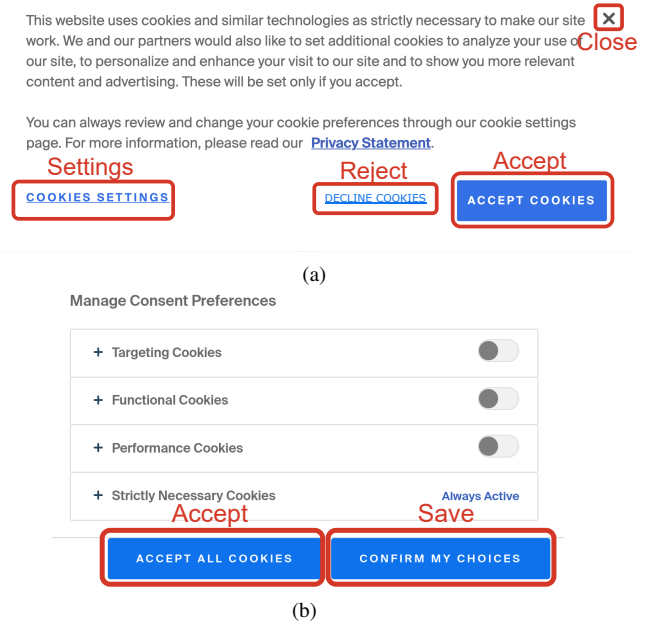 This website uses cookies and similar technologies as strictly necessary to make our site
work. We and our partners would also like to set additional cookies to analyze your use of
Close
our site, to personalize and enhance your visit to our site and to show you more relevant
content and advertising. These will be set only if you accept.
You can always review and change your cookie preferences through our cookie settings
page. For more information, please read our Privacy Statement.
Settings Reject Accept
COOKIES SETTINGS DECLINE COOKIES ACCEPT COOKIES
(a)
Manage Consent Preferences
+ Targeting Cookies
+ Functional Cookies
+ Performance Cookies
+ Strictly Necessary Cookies Always Active
Accept Save
ACCEPT ALL COOKIES CONFIRM MY CHOICES
(b)